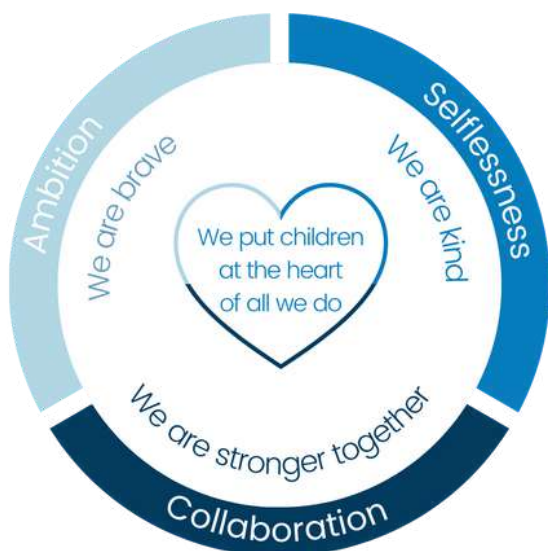 Ambition
We are brave
Selflessness
We are kind
We put children
at the heart
of all we do
We are stronger together
Collaboration